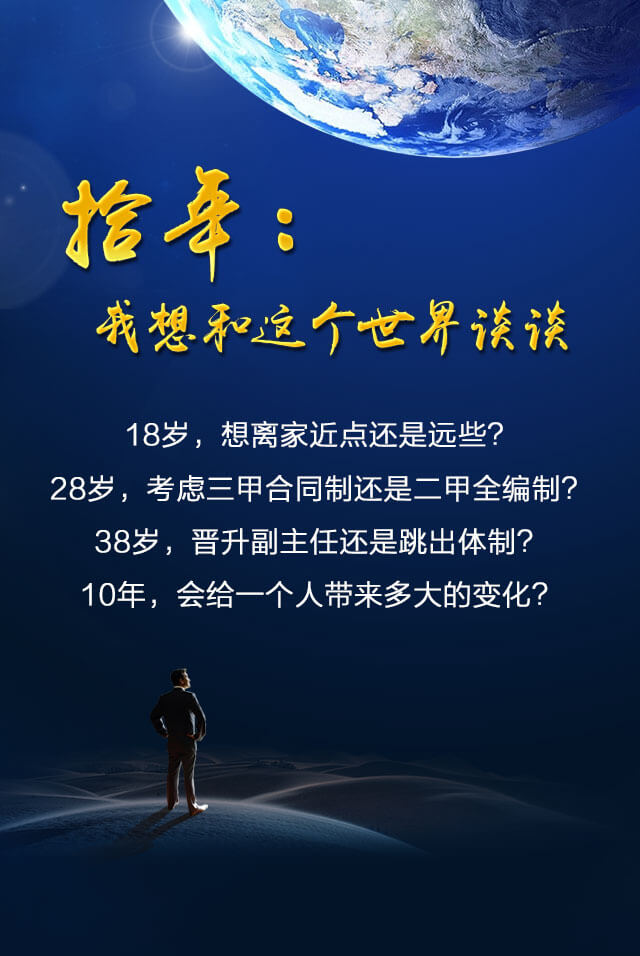 拾年：
我想和这个世界谈谈
18岁，想离家近点还是远些？
28岁，考虑三甲合同制还是二甲全编制？
38岁，晋升副主任还是跳出体制？
10年，会给一个人带来多大的变化？